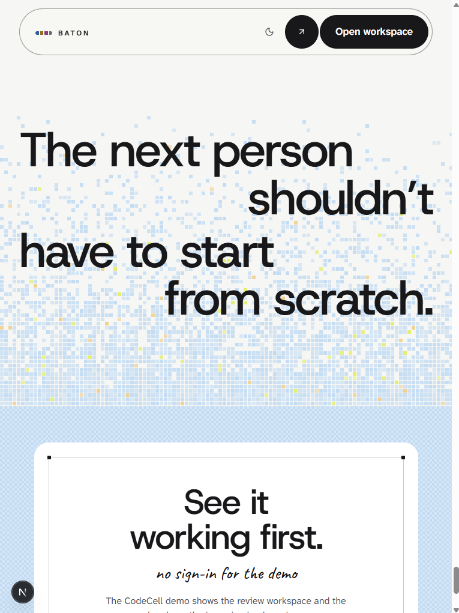 BATON
Open workspace
The next person
shouldn’t
have to start
from scratch.
See it
working first.
no sign-in for the demo
The CodeCell demo shows the review workspace and the
N